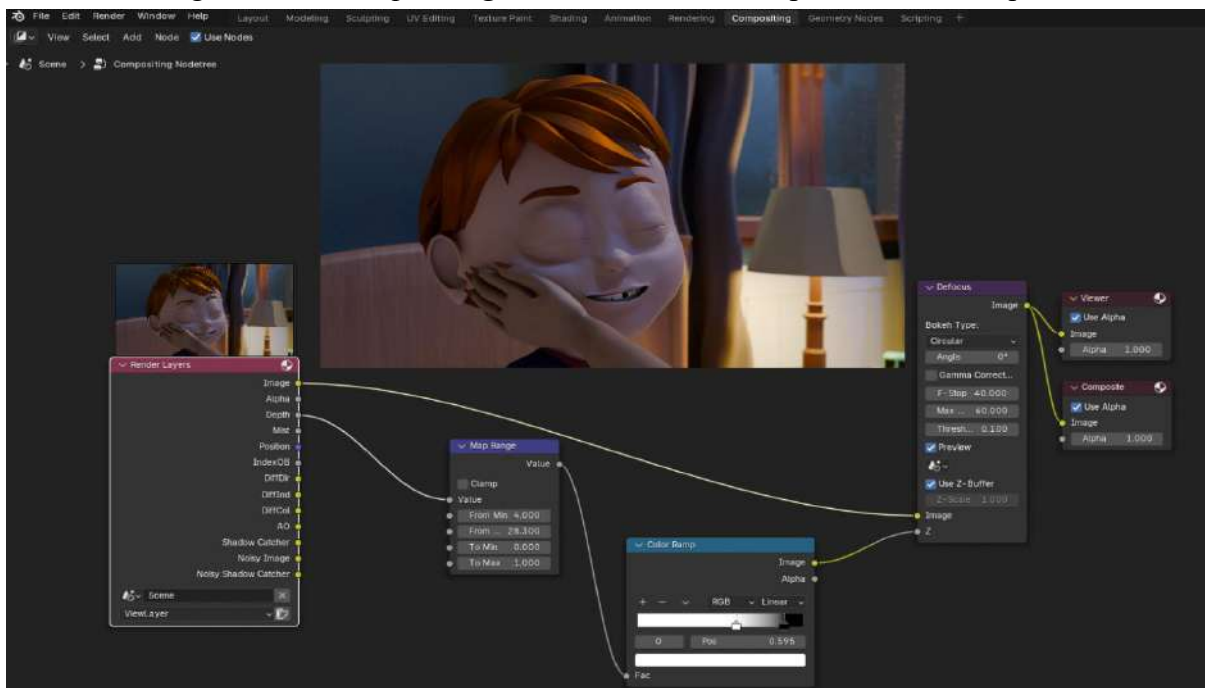 File Edit Render Window Help Layout Modeling Sculpting UV Editing Texture Paint Shading Animation Rendering Compositing Geometry Nodes Scripting +
View Select Add Node Use Nodes
Scene > Compositing Nodetree
Render Layers
Image
Alpha
Depth
Mist
Position
IndexOB
DiffDir
DiffInd
DiffCol
AO
Shadow Catcher
Noisy Image
Noisy Shadow Catcher
Scene
ViewLayer
Map Range
Value
Clamp
Value
From Min 4.000
From ... 28.300
To Min 0.000
To Max 1.000
Color Ramp
Image
Alpha
+ − RGB Linear
0 Pos 0.595
Fac
Defocus
Image
Bokeh Type:
Circular
Angle 0°
Gamma Correct...
F-Stop 40.000
Max ... 60.000
Thresh... 0.100
Preview
Use Z-Buffer
Z-Scale 1.000
Image
Z
Viewer
Use Alpha
Image
Alpha 1.000
Composite
Use Alpha
Image
Alpha 1.000